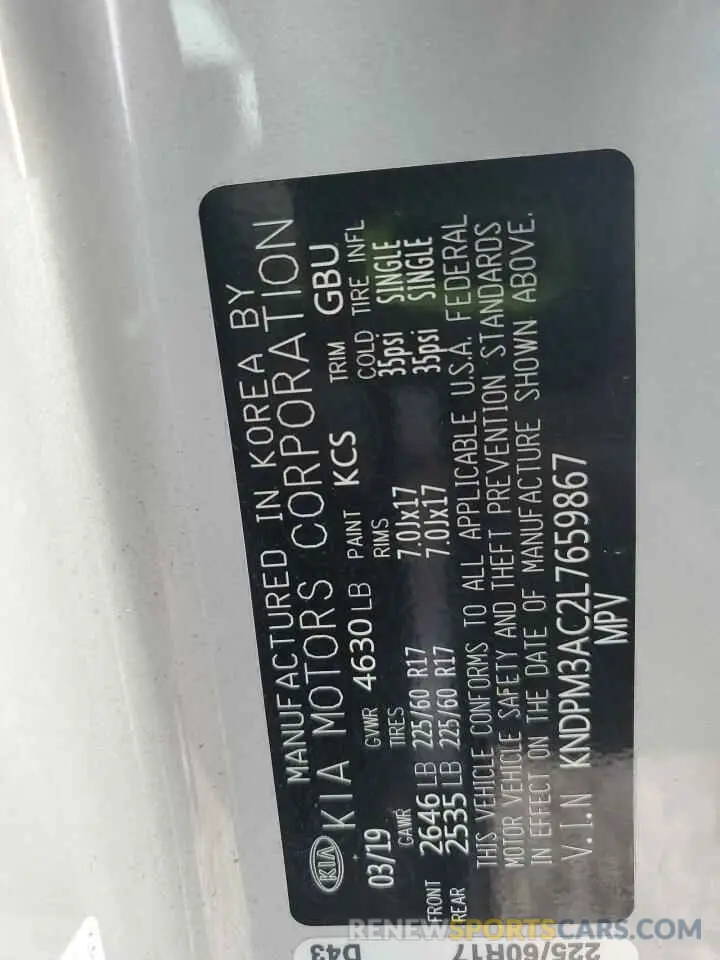 MANUFACTURED IN KOREA BY
KIA KIA MOTORS CORPORATION
03/19 GVWR 4630 LB PAINT KCS TRIM GBU
GAWR TIRES RIMS COLD TIRE INFL
FRONT 2646 LB 225/60 R17 7.0Jx17 35psi SINGLE
REAR 2535 LB 225/60 R17 7.0Jx17 35psi SINGLE
THIS VEHICLE CONFORMS TO ALL APPLICABLE U.S.A. FEDERAL
MOTOR VEHICLE SAFETY AND THEFT PREVENTION STANDARDS
IN EFFECT ON THE DATE OF MANUFACTURE SHOWN ABOVE.
V.I.N KNDPM3AC2L7659867
MPV
D43
225/60R17
RENEWSPORTSCARS.COM